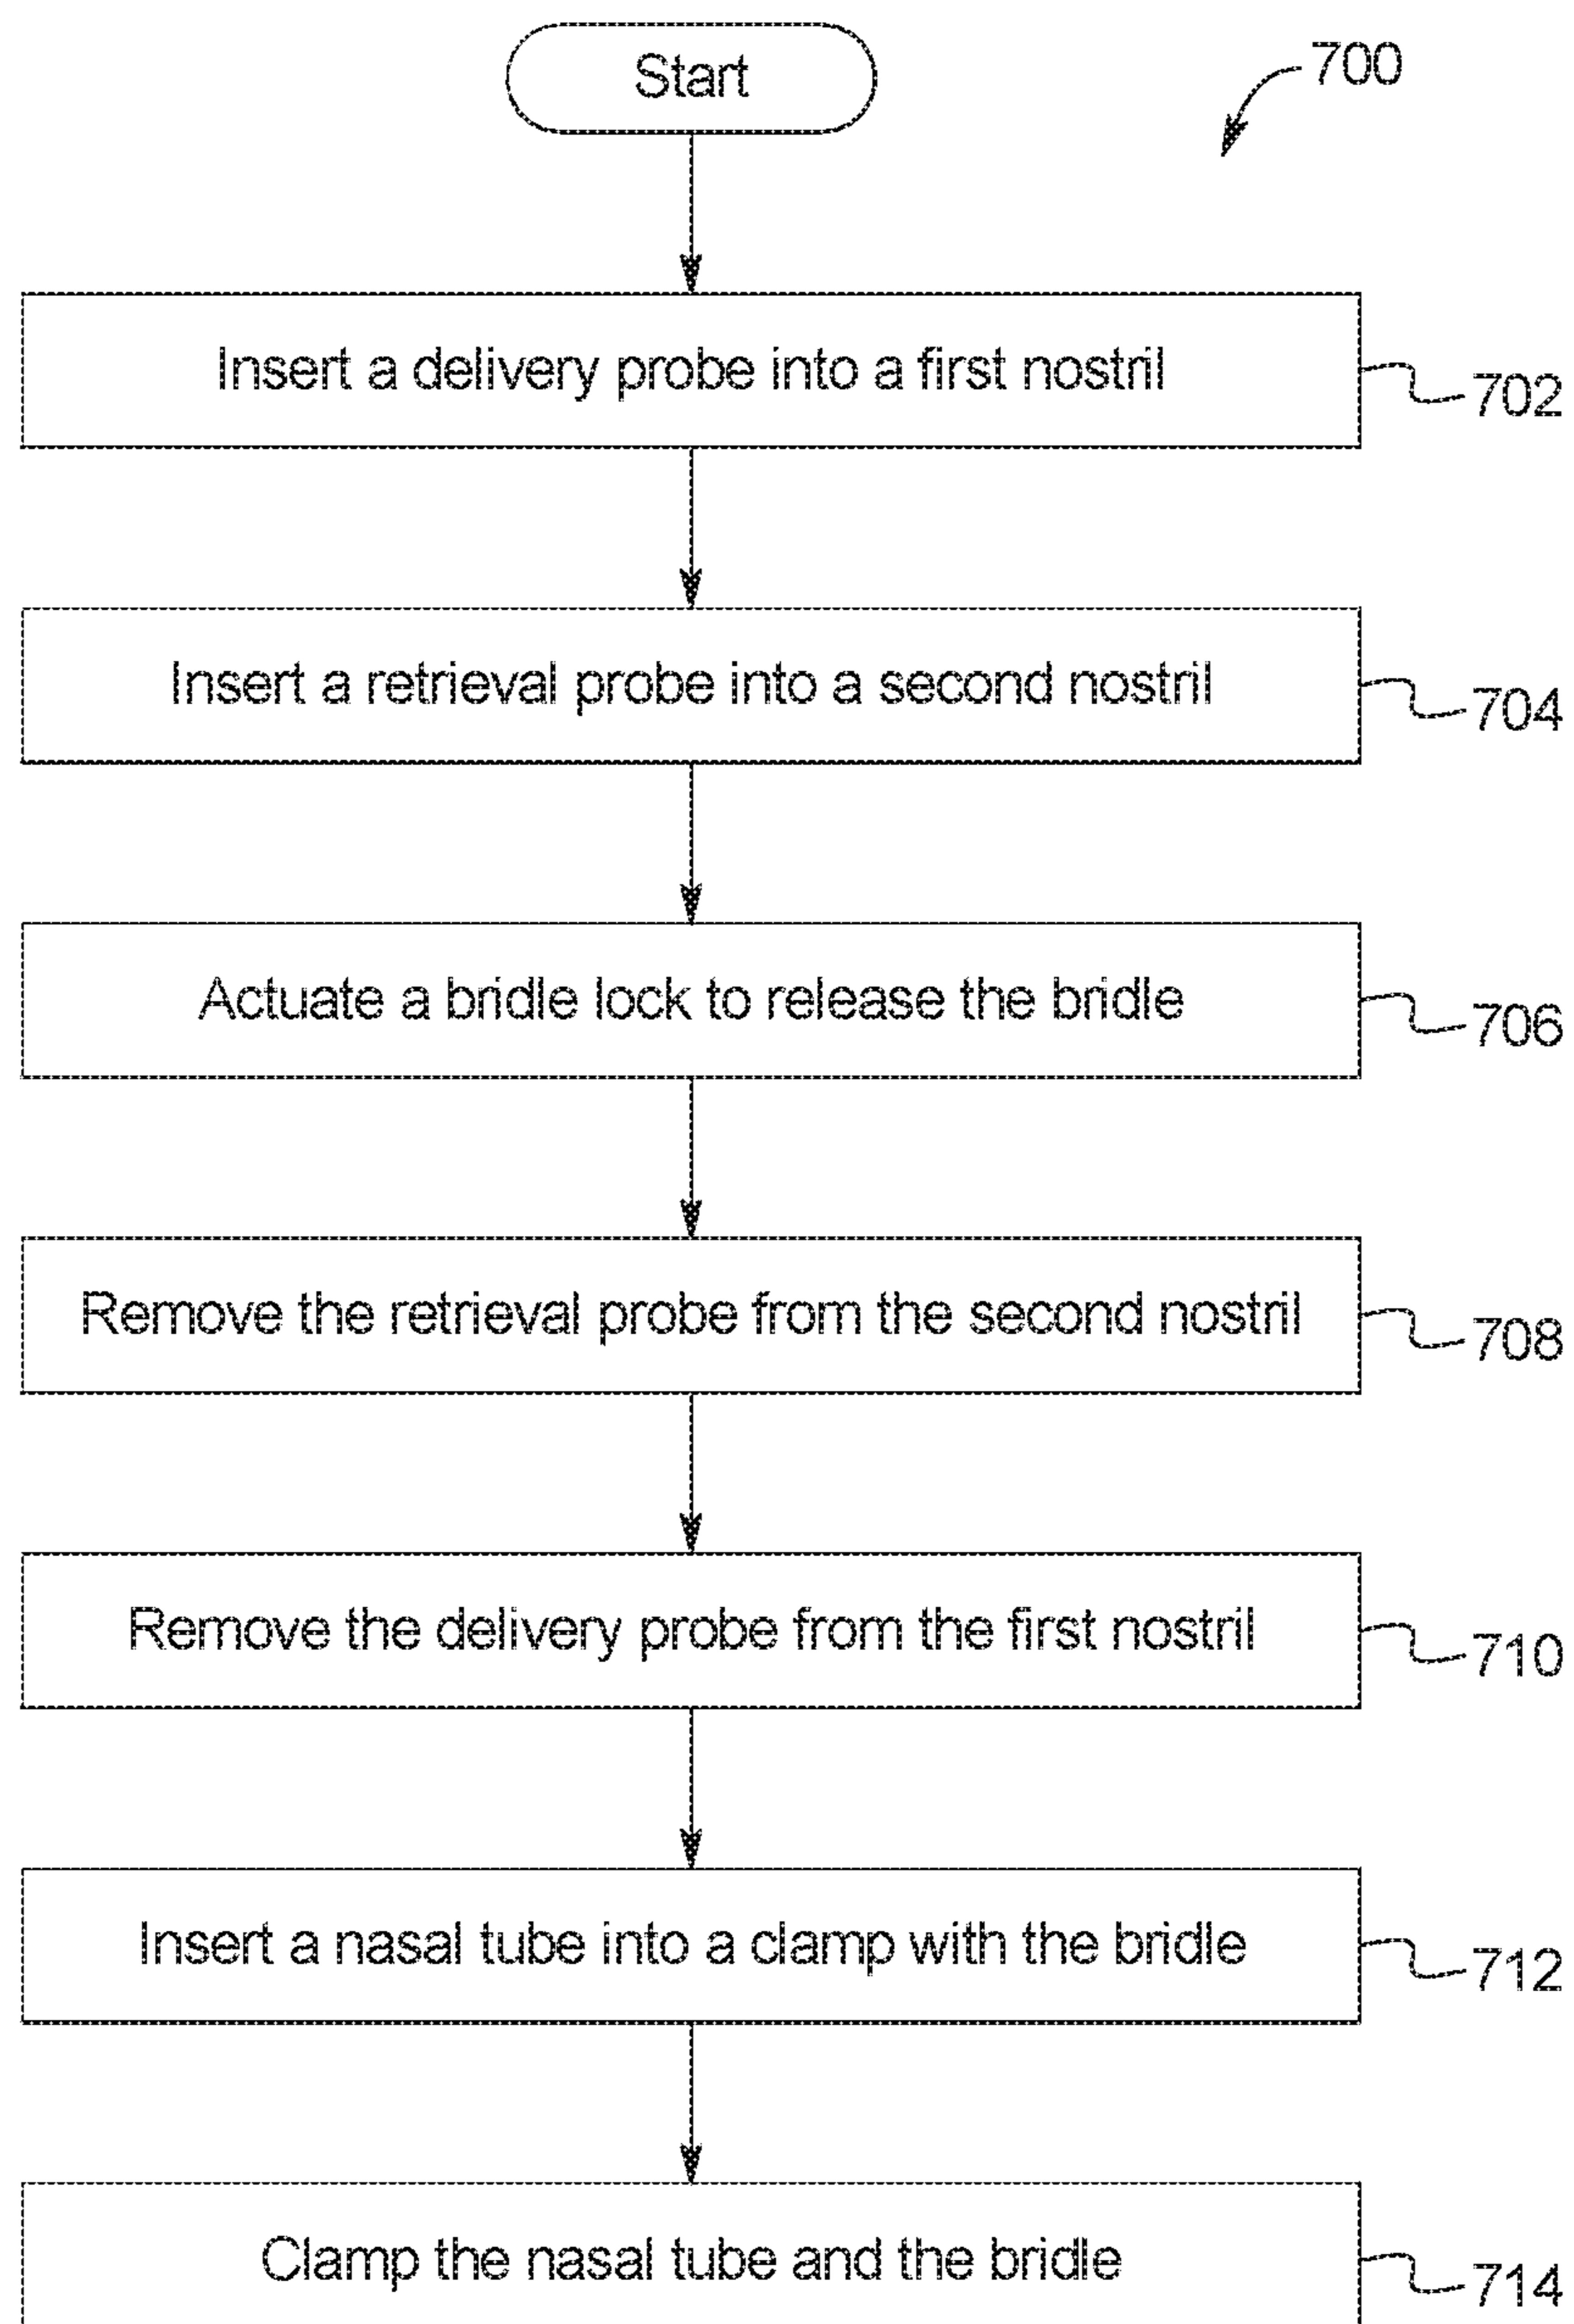 Start
700
Insert a delivery probe into a first nostril
702
Insert a retrieval probe into a second nostril
704
Actuate a bridle lock to release the bridle
706
Remove the retrieval probe from the second nostril
708
Remove the delivery probe from the first nostril
710
Insert a nasal tube into a clamp with the bridle
712
Clamp the nasal tube and the bridle
714